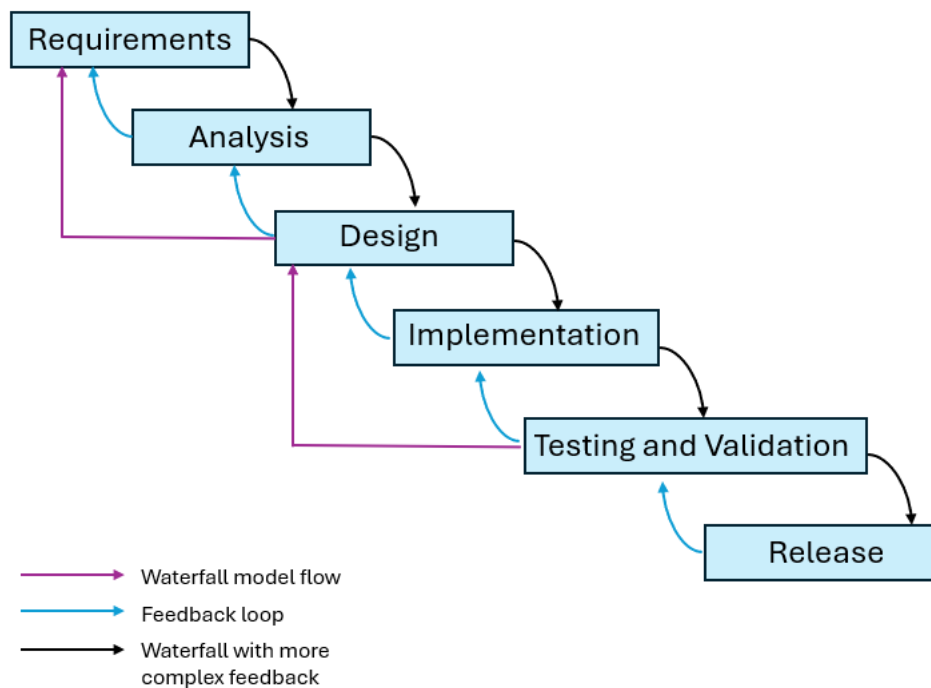 Requirements
Analysis
Design
Implementation
Testing and Validation
Release
Waterfall model flow
Feedback loop
Waterfall with more
complex feedback